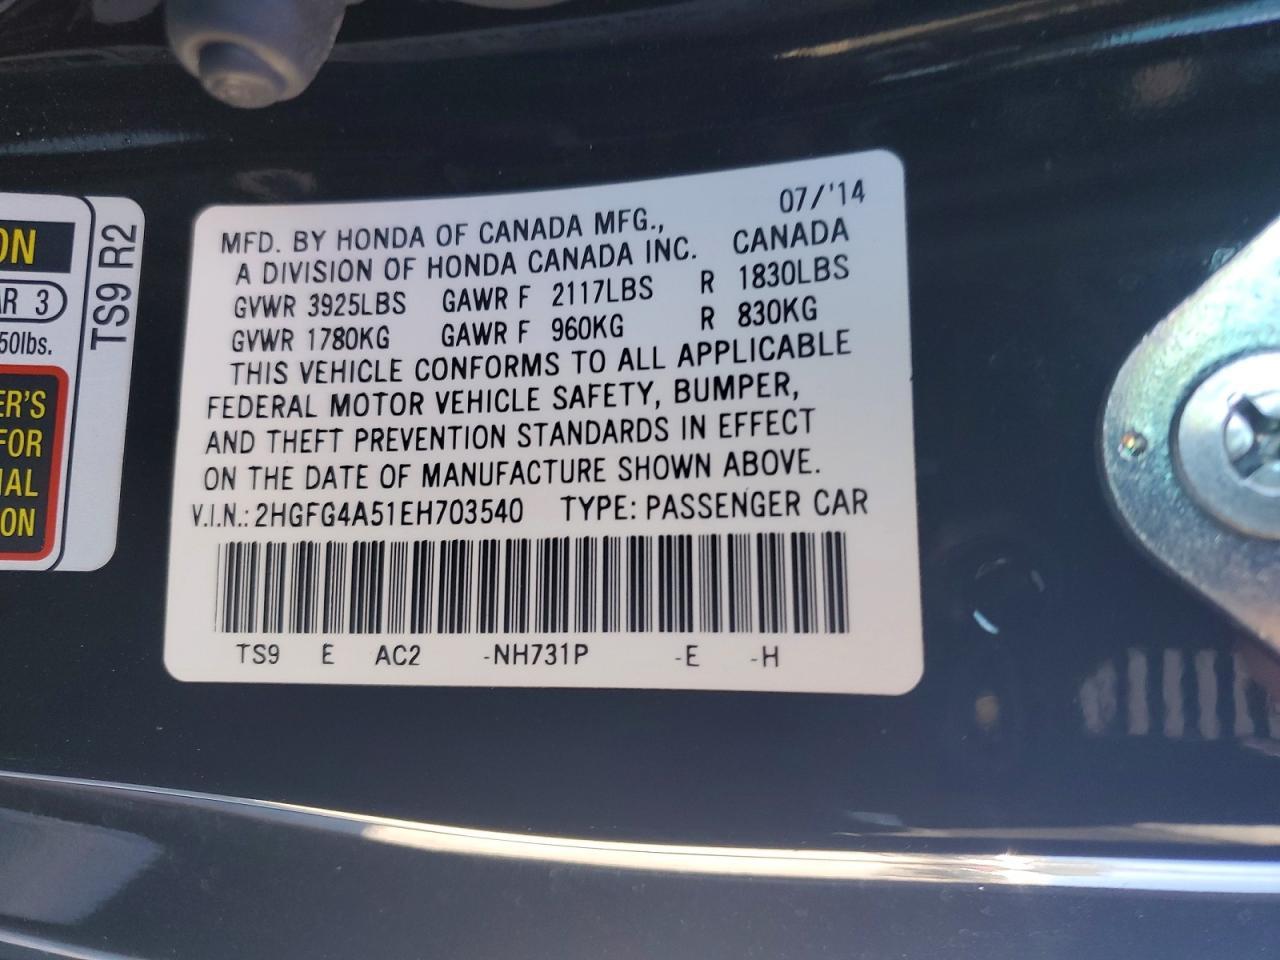 ON
AR 3
50lbs.
ER'S
FOR
IAL
ON
TS9 R2
07/'14
MFD. BY HONDA OF CANADA MFG.,
A DIVISION OF HONDA CANADA INC. CANADA
GVWR 3925LBS GAWR F 2117LBS R 1830LBS
GVWR 1780KG GAWR F 960KG R 830KG
THIS VEHICLE CONFORMS TO ALL APPLICABLE
FEDERAL MOTOR VEHICLE SAFETY, BUMPER,
AND THEFT PREVENTION STANDARDS IN EFFECT
ON THE DATE OF MANUFACTURE SHOWN ABOVE.
V.I.N.: 2HGFG4A51EH703540 TYPE: PASSENGER CAR
TS9 E AC2 -NH731P -E -H